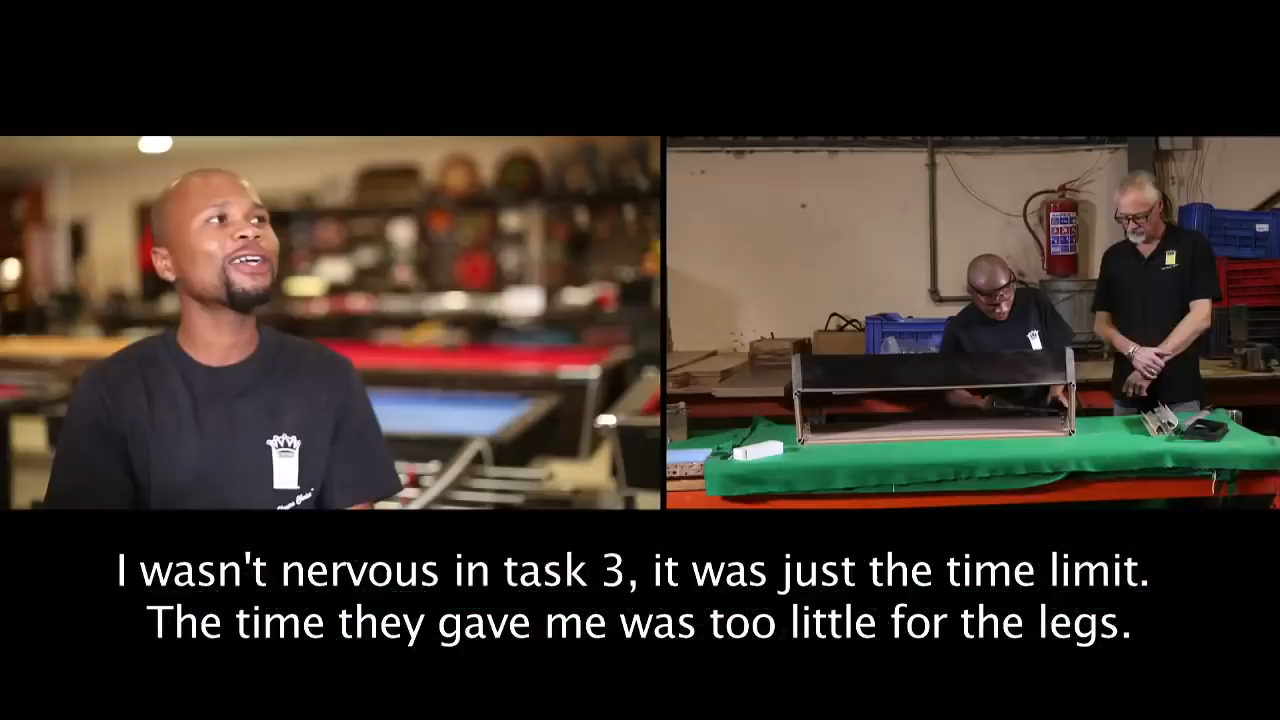 I wasn't nervous in task 3, it was just the time limit.
The time they gave me was too little for the legs.